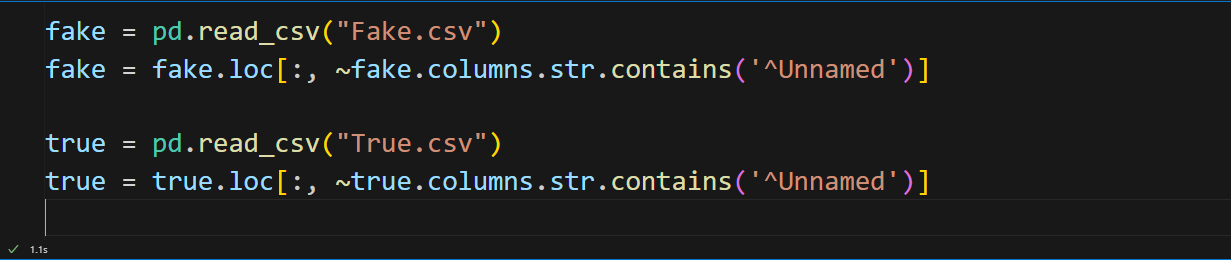 fake = pd.read_csv("Fake.csv")
fake = fake.loc[:, ~fake.columns.str.contains('^Unnamed')]
true = pd.read_csv("True.csv")
true = true.loc[:, ~true.columns.str.contains('^Unnamed')]
1.1s